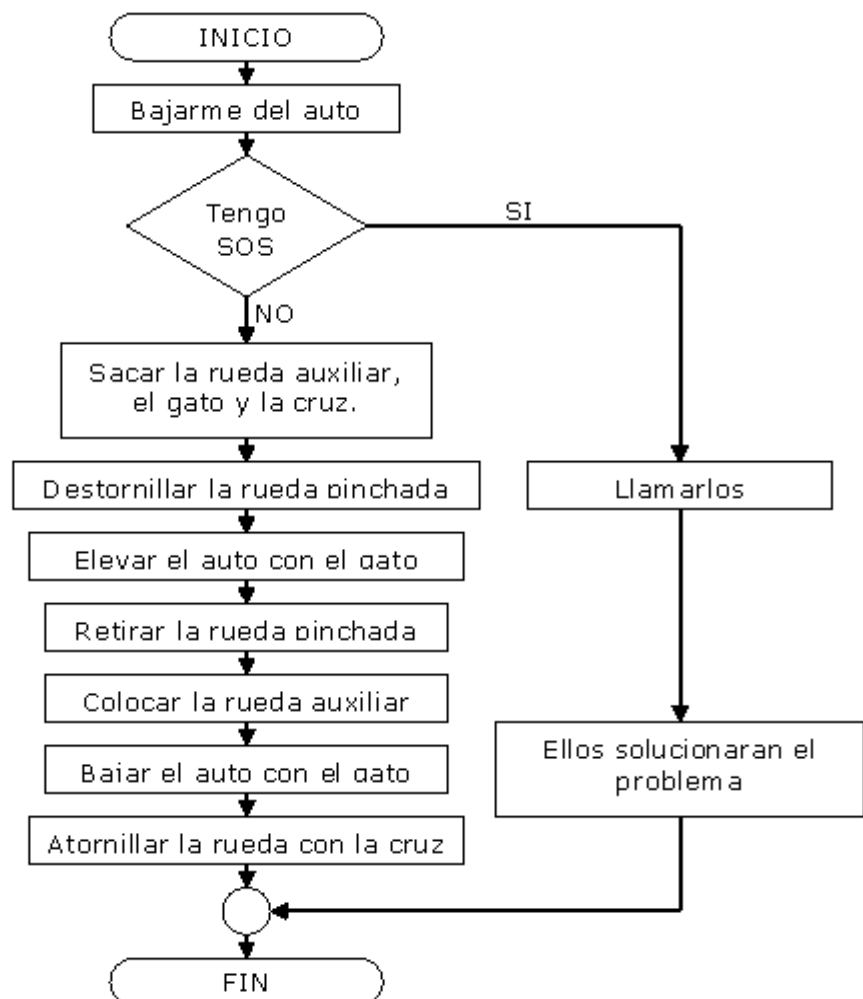 INICIO
Bajarme del auto
Tengo
SOS
SI
NO
Sacar la rueda auxiliar,
el gato y la cruz.
Destornillar la rueda pinchada
Llamarlos
Elevar el auto con el gato
Retirar la rueda pinchada
Colocar la rueda auxiliar
Ellos solucionaran el
problema
Bajar el auto con el gato
Atornillar la rueda con la cruz
FIN